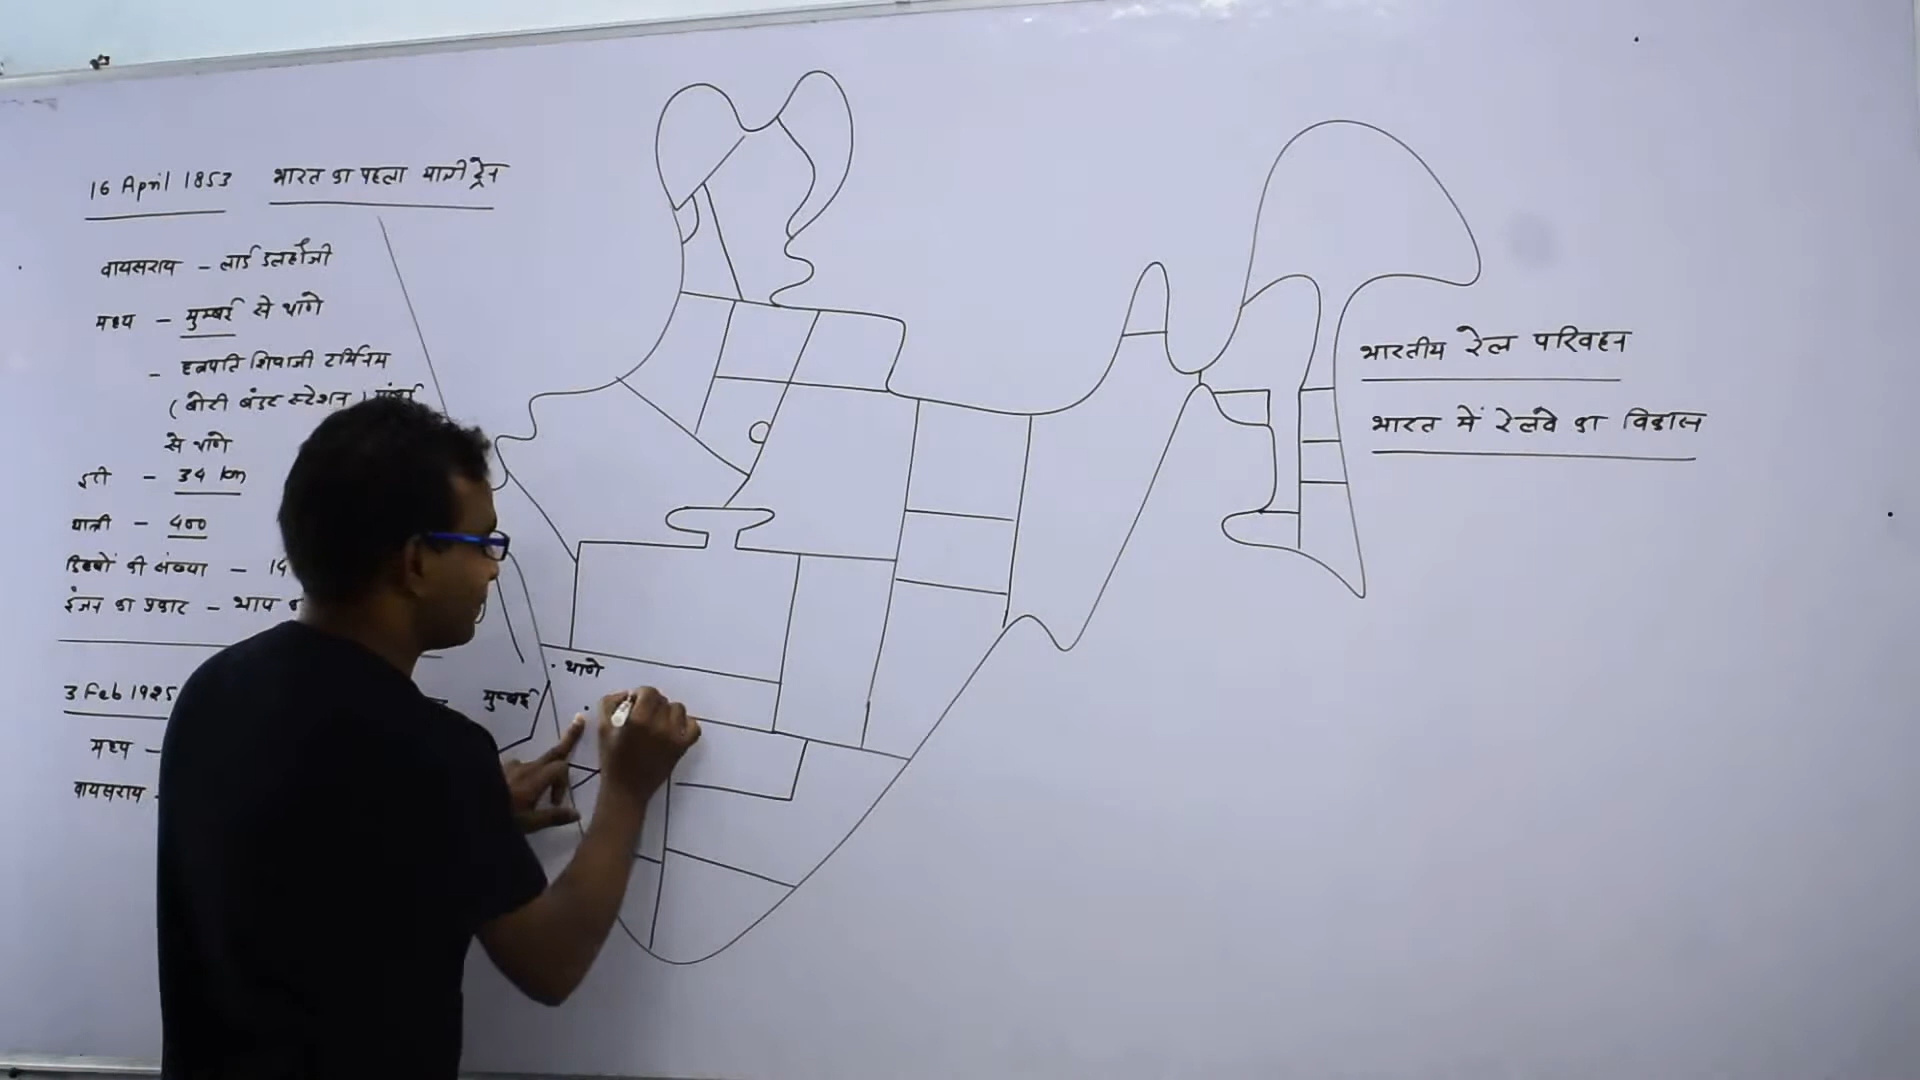 16 April 1853 भारत का पहला यात्री ट्रेन
वायसराय - लार्ड डलहौजी
मध्य - मुम्बई से थाणे
- छत्रपति शिवाजी टर्मिनस
(बोरी बंदर स्टेशन) मुंबई
से थाणे
दूरी - 34 km
यात्री - 400
डिब्बों की संख्या - 14
इंजन का प्रकार - भाप
3 Feb 1925
मध्य -
वायसराय -
थाणे
मुम्बई
भारतीय रेल परिवहन
भारत में रेलवे का विकास